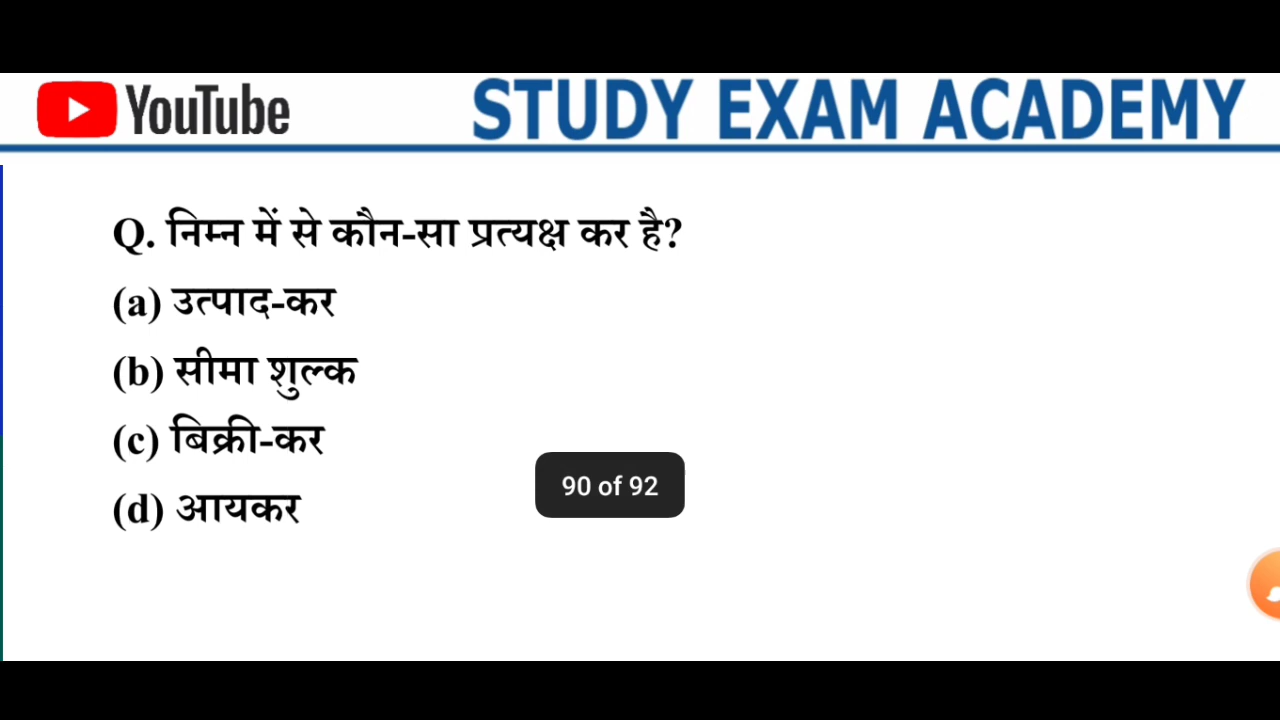 YouTube STUDY EXAM ACADEMY
Q. निम्न में से कौन-सा प्रत्यक्ष कर है?
(a) उत्पाद-कर
(b) सीमा शुल्क
(c) बिक्री-कर
90 of 92
(d) आयकर